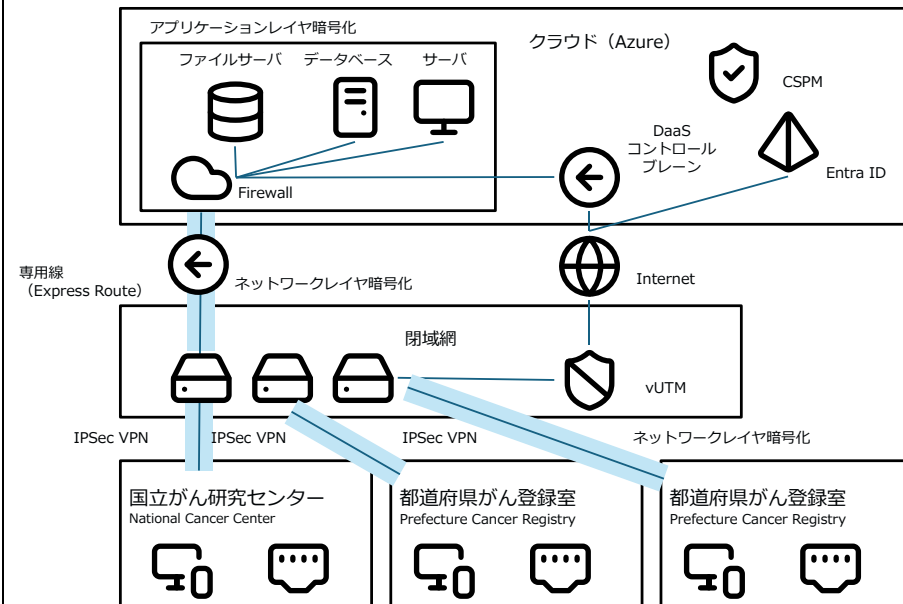 アプリケーションレイヤ暗号化
クラウド（Azure）
ファイルサーバ
データベース
サーバ
CSPM
DaaS
コントロール
プレーン
Entra ID
Firewall
専用線
（Express Route）
ネットワークレイヤ暗号化
Internet
閉域網
vUTM
IPSec VPN
IPSec VPN
IPSec VPN
ネットワークレイヤ暗号化
国立がん研究センター
National Cancer Center
都道府県がん登録室
Prefecture Cancer Registry
都道府県がん登録室
Prefecture Cancer Registry